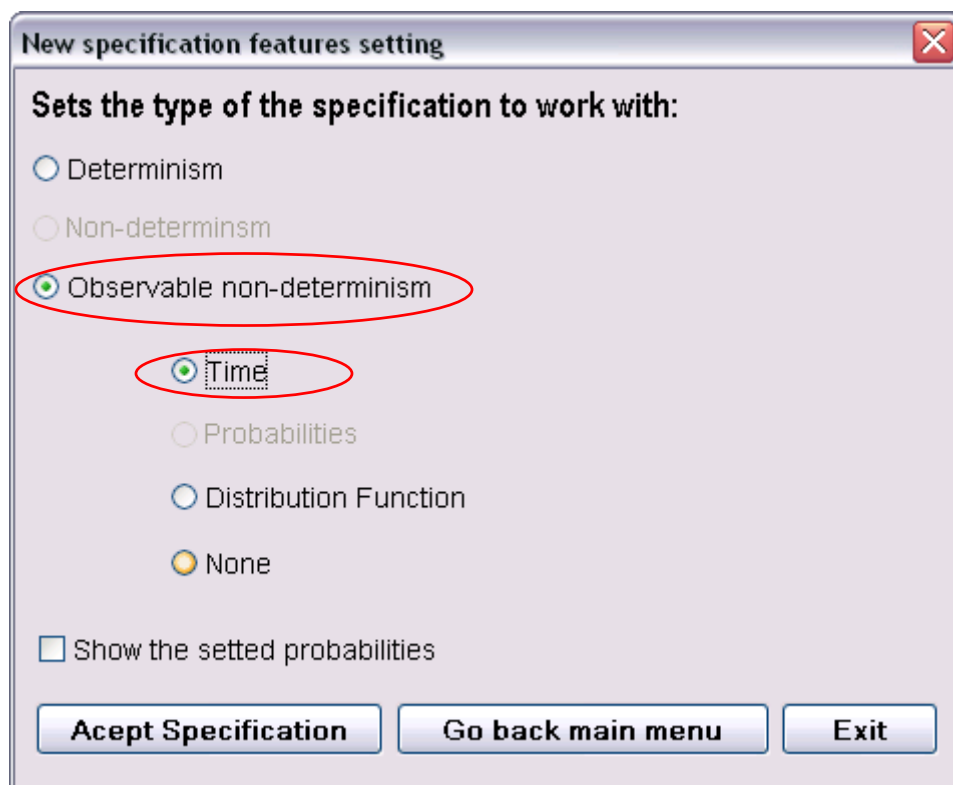 New specification features setting
Sets the type of the specification to work with:
Determinism
Non-determinsm
Observable non-determinism
Time
Probabilities
Distribution Function
None
Show the setted probabilities
Acept Specification
Go back main menu
Exit